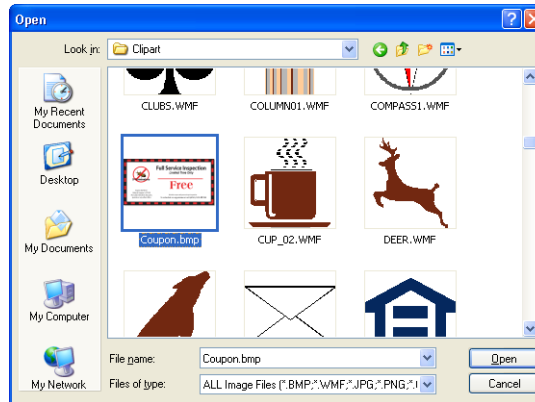 Open
Look in:
Clipart
My Recent
Documents
Desktop
My Documents
My Computer
My Network
CLUBS.WMF
COLUMN01.WMF
COMPASS1.WMF
Full Service Inspection
Free
Coupon.bmp
CUP_02.WMF
DEER.WMF
File name:
Coupon.bmp
Open
Files of type:
ALL Image Files (*.BMP;*.WMF;*.JPG;*.PNG;*.
Cancel